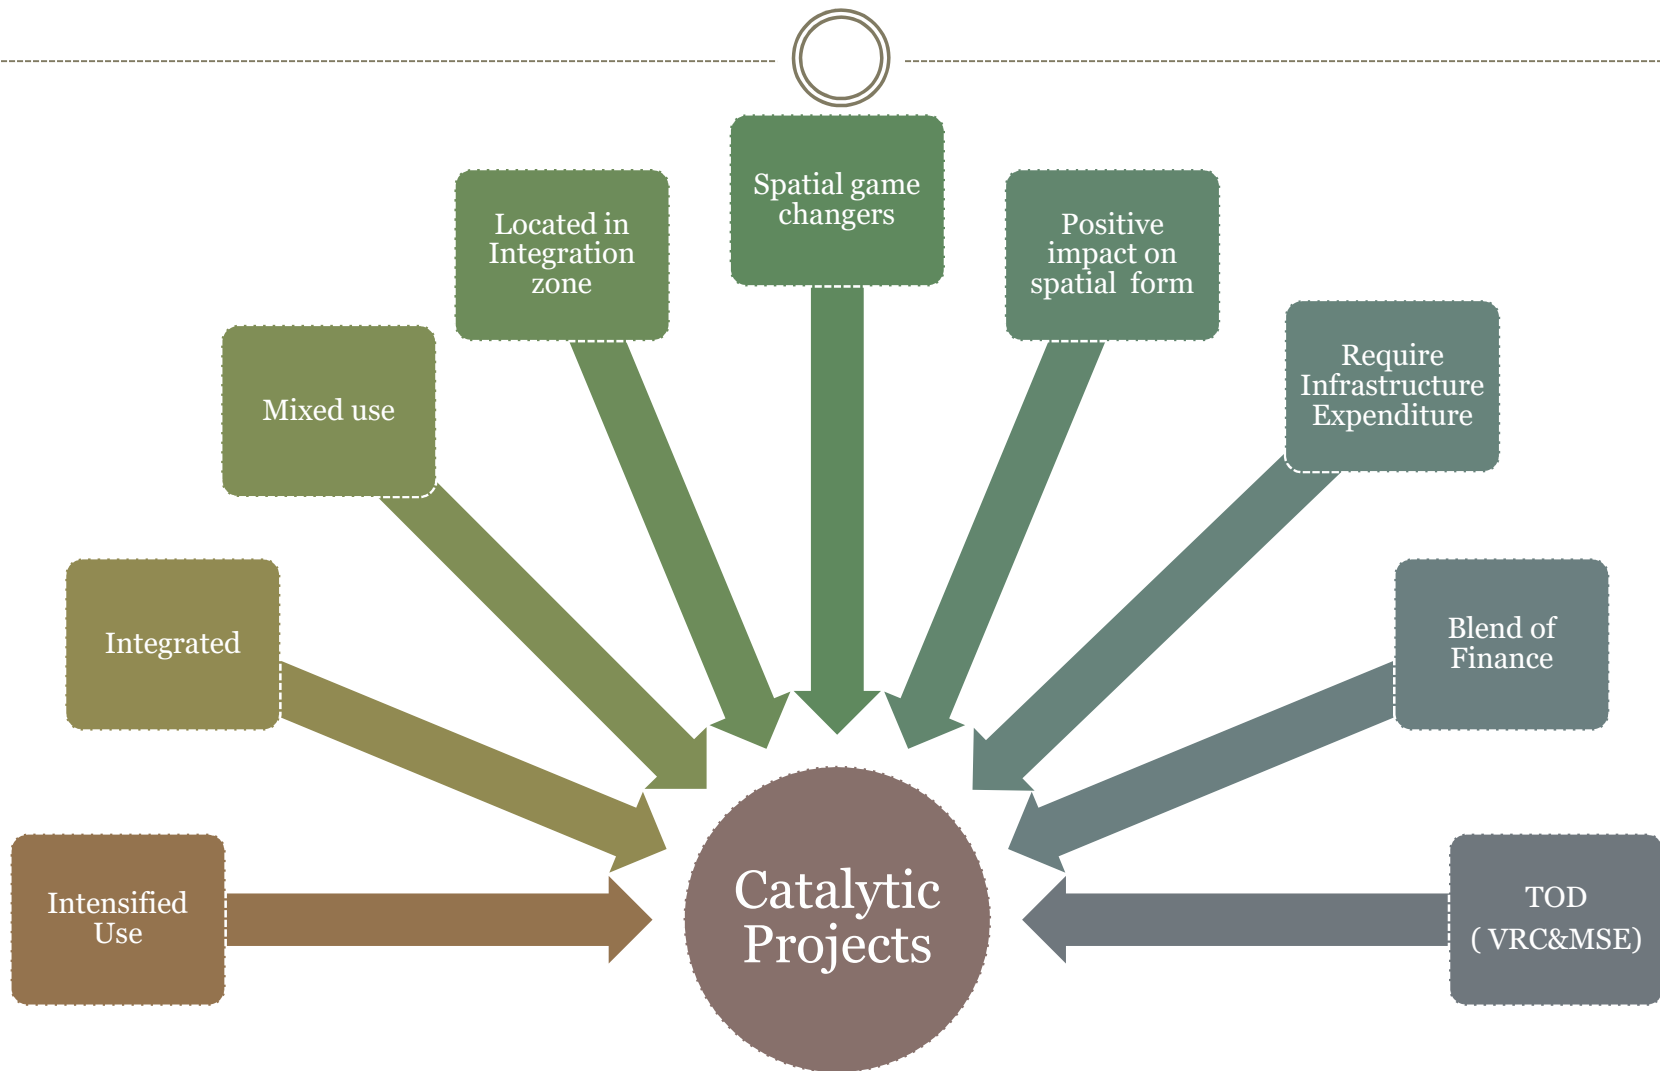 Spatial game
changers
Located in
Integration
zone
Positive
impact on
spatial  form
Mixed use
Require
Infrastructure
Expenditure
Integrated
Blend of
Finance
Intensified
Use
TOD
( VRC&MSE)
Catalytic
Projects